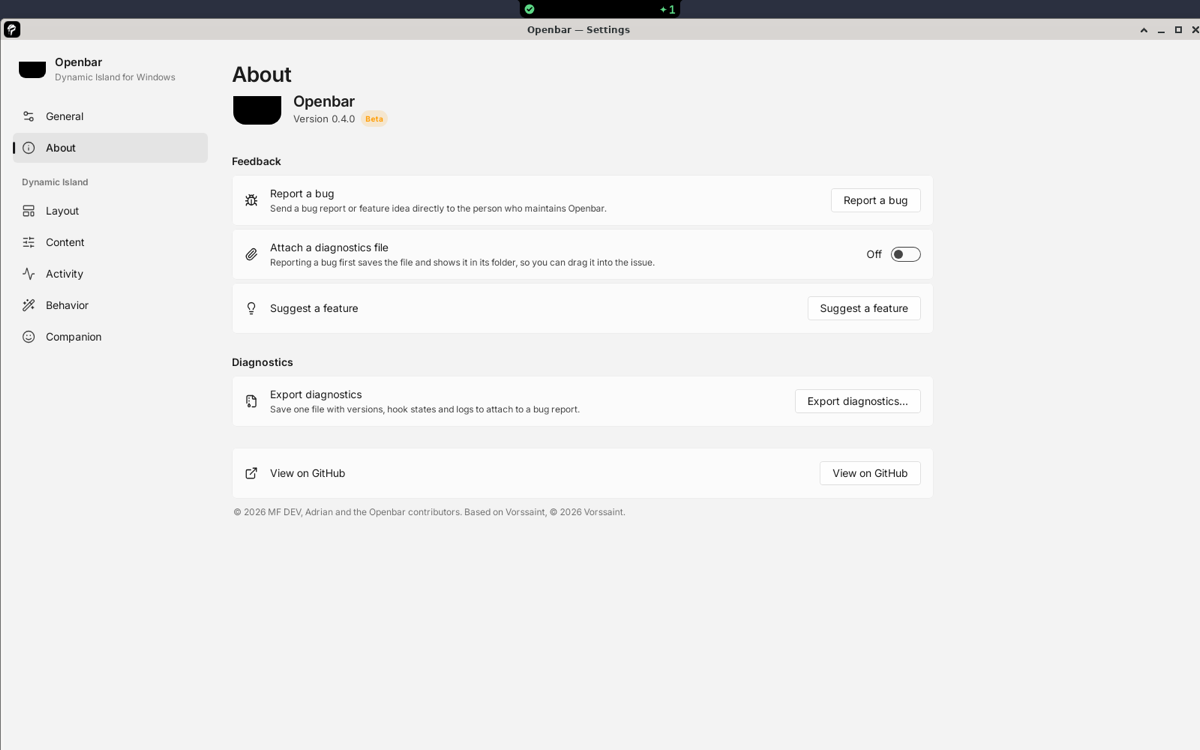 ✦ 1
Openbar — Settings
Openbar
Dynamic Island for Windows
General
About
Dynamic Island
Layout
Content
Activity
Behavior
Companion
About
Openbar
Version 0.4.0 Beta
Feedback
Report a bug
Send a bug report or feature idea directly to the person who maintains Openbar.
Report a bug
Attach a diagnostics file
Reporting a bug first saves the file and shows it in its folder, so you can drag it into the issue.
Off
Suggest a feature
Suggest a feature
Diagnostics
Export diagnostics
Save one file with versions, hook states and logs to attach to a bug report.
Export diagnostics...
View on GitHub
View on GitHub
© 2026 MF DEV, Adrian and the Openbar contributors. Based on Vorssaint, © 2026 Vorssaint.